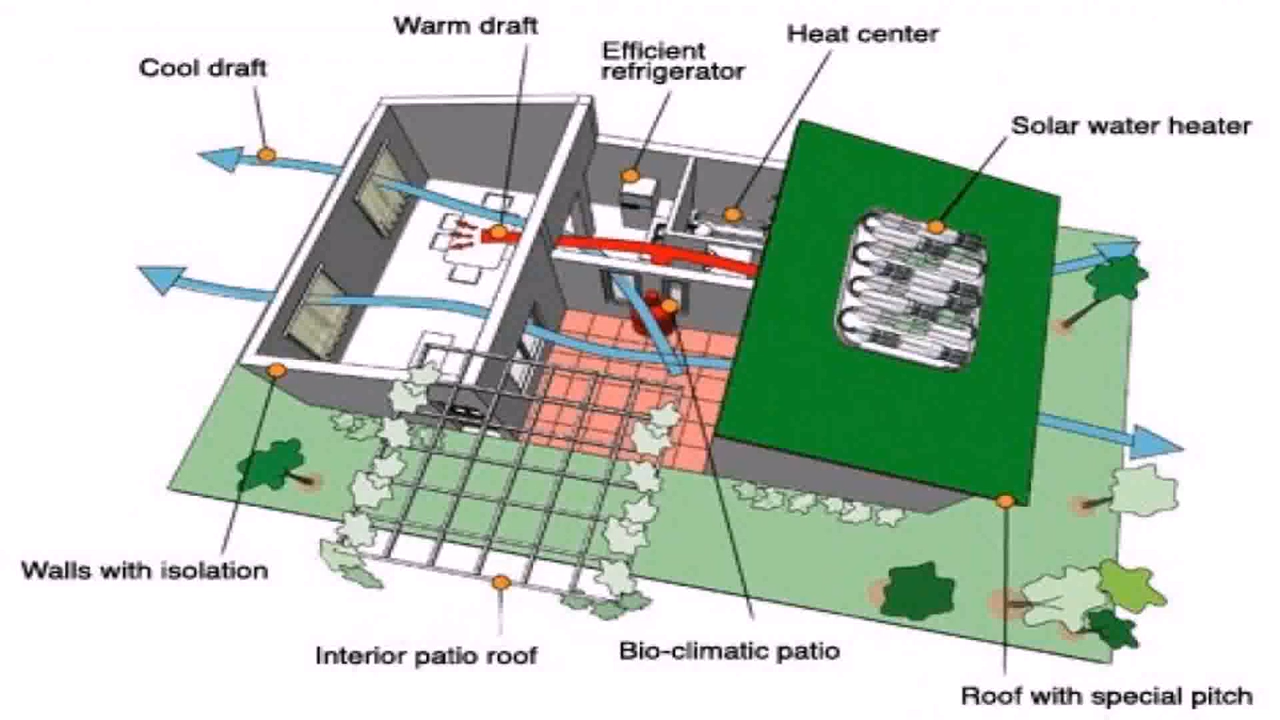 Warm draft
Heat center
Efficient
refrigerator
Cool draft
Solar water heater
Walls with isolation
Interior patio roof
Bio-climatic patio
Roof with special pitch